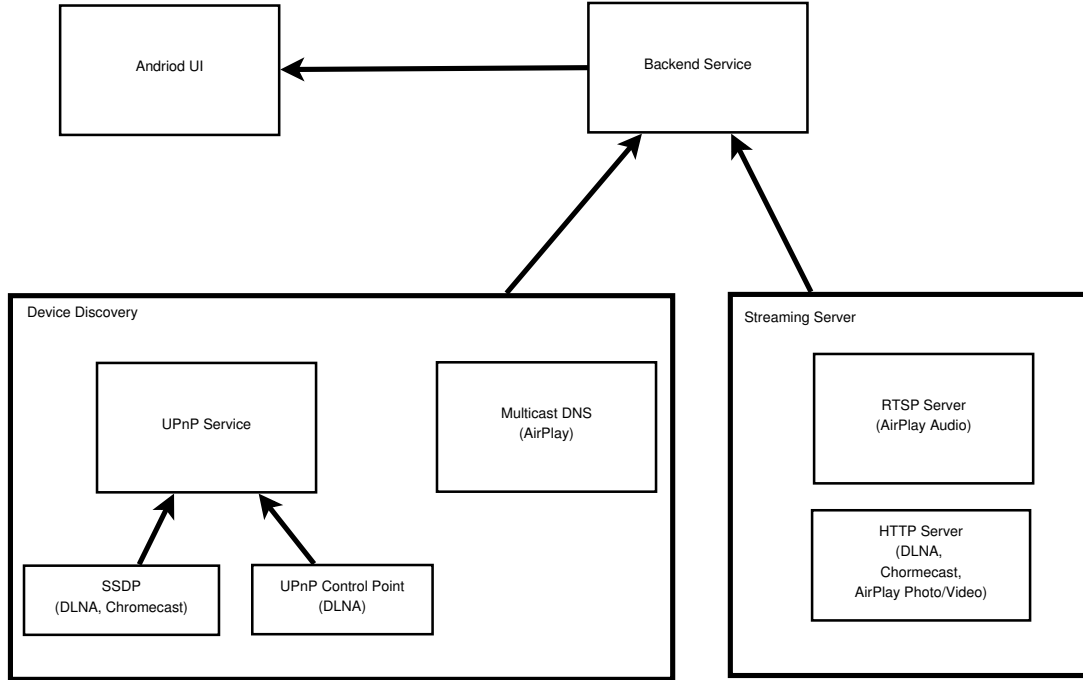 Andriod UI
Backend Service
Device Discovery
UPnP Service
Multicast DNS
(AirPlay)
SSDP
(DLNA, Chromecast)
UPnP Control Point
(DLNA)
Streaming Server
RTSP Server
(AirPlay Audio)
HTTP Server
(DLNA,
Chormecast,
AirPlay Photo/Video)